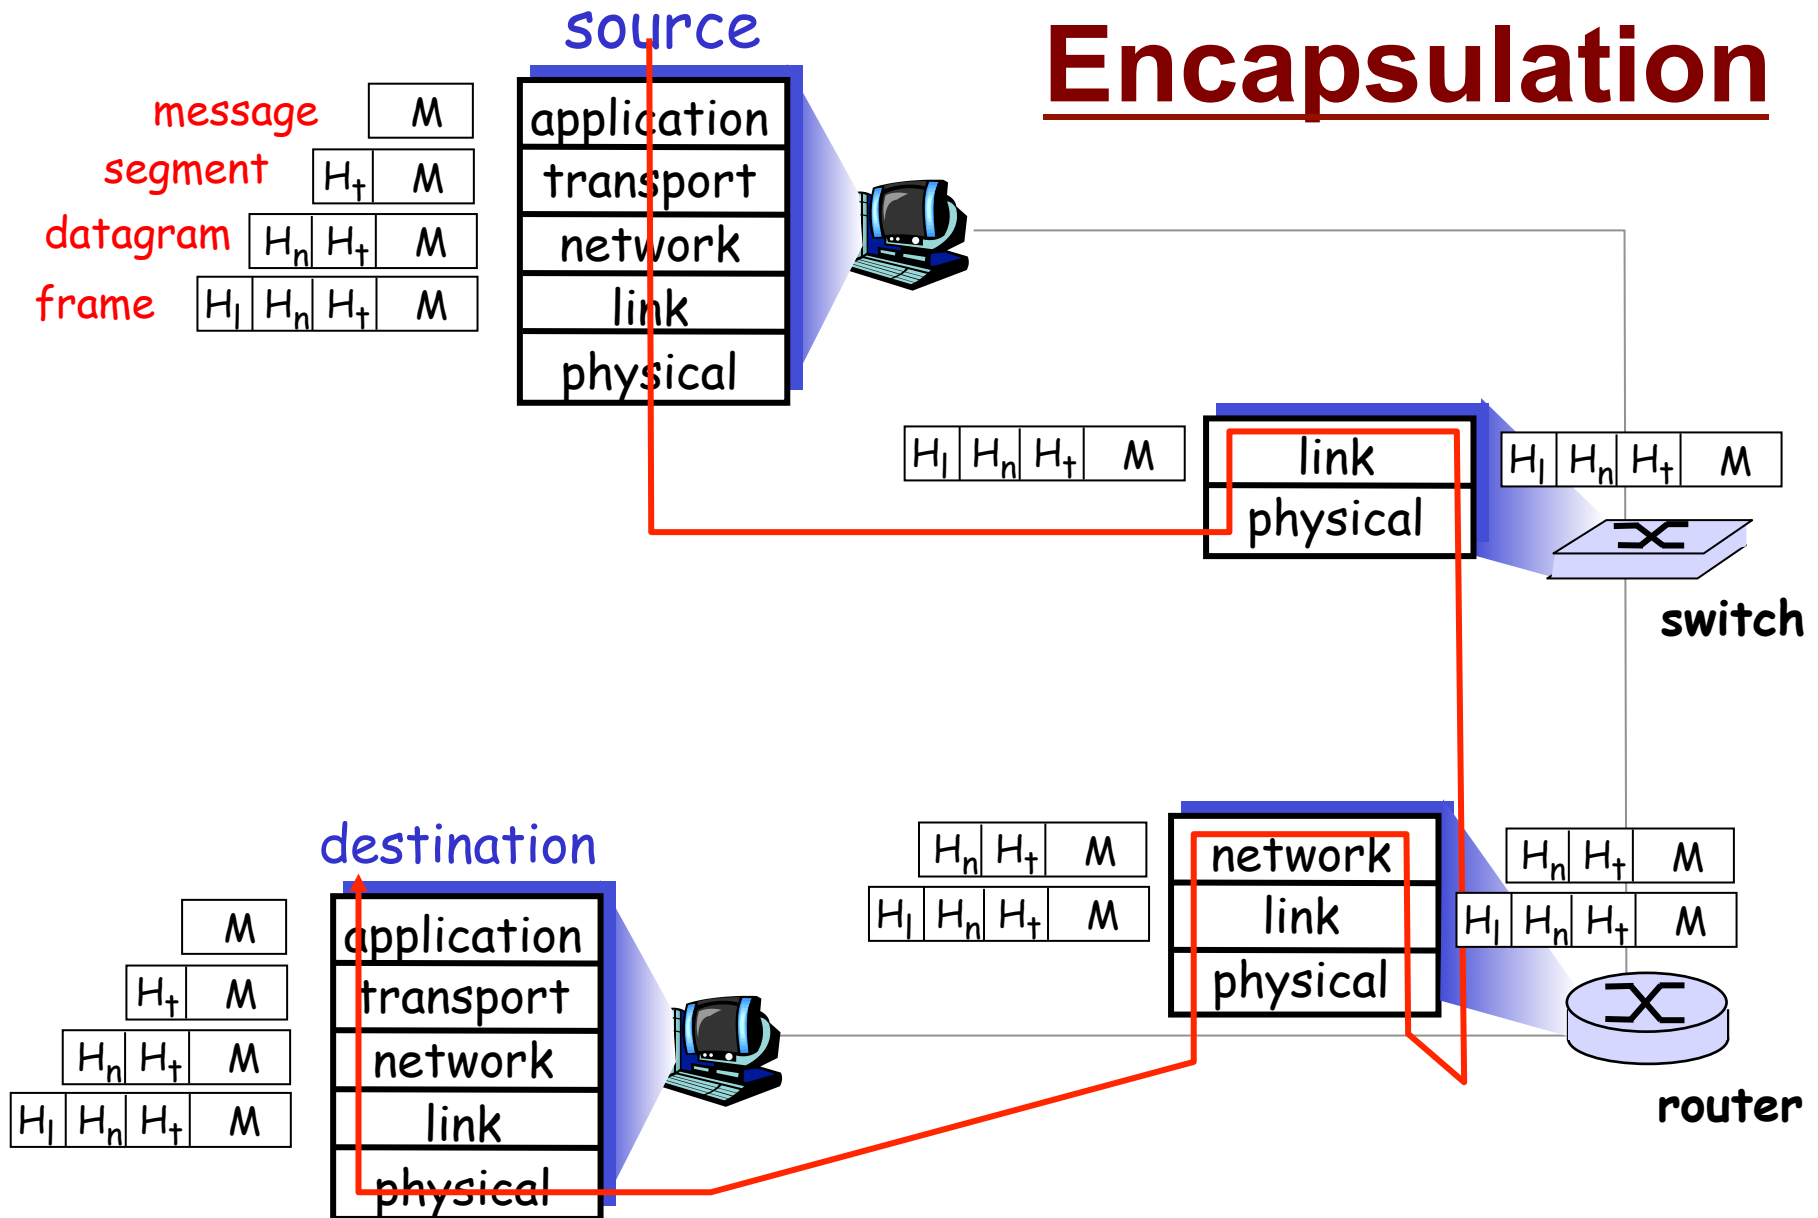 source
Encapsulation
message M
segment Hₜ M
datagram Hₙ Hₜ M
frame Hₗ Hₙ Hₜ M
application
transport
network
link
physical
Hₗ Hₙ Hₜ M
link
physical
Hₗ Hₙ Hₜ M
switch
destination
M
Hₜ M
Hₙ Hₜ M
Hₗ Hₙ Hₜ M
application
transport
network
link
physical
Hₙ Hₜ M
Hₗ Hₙ Hₜ M
network
link
physical
Hₙ Hₜ M
Hₗ Hₙ Hₜ M
router